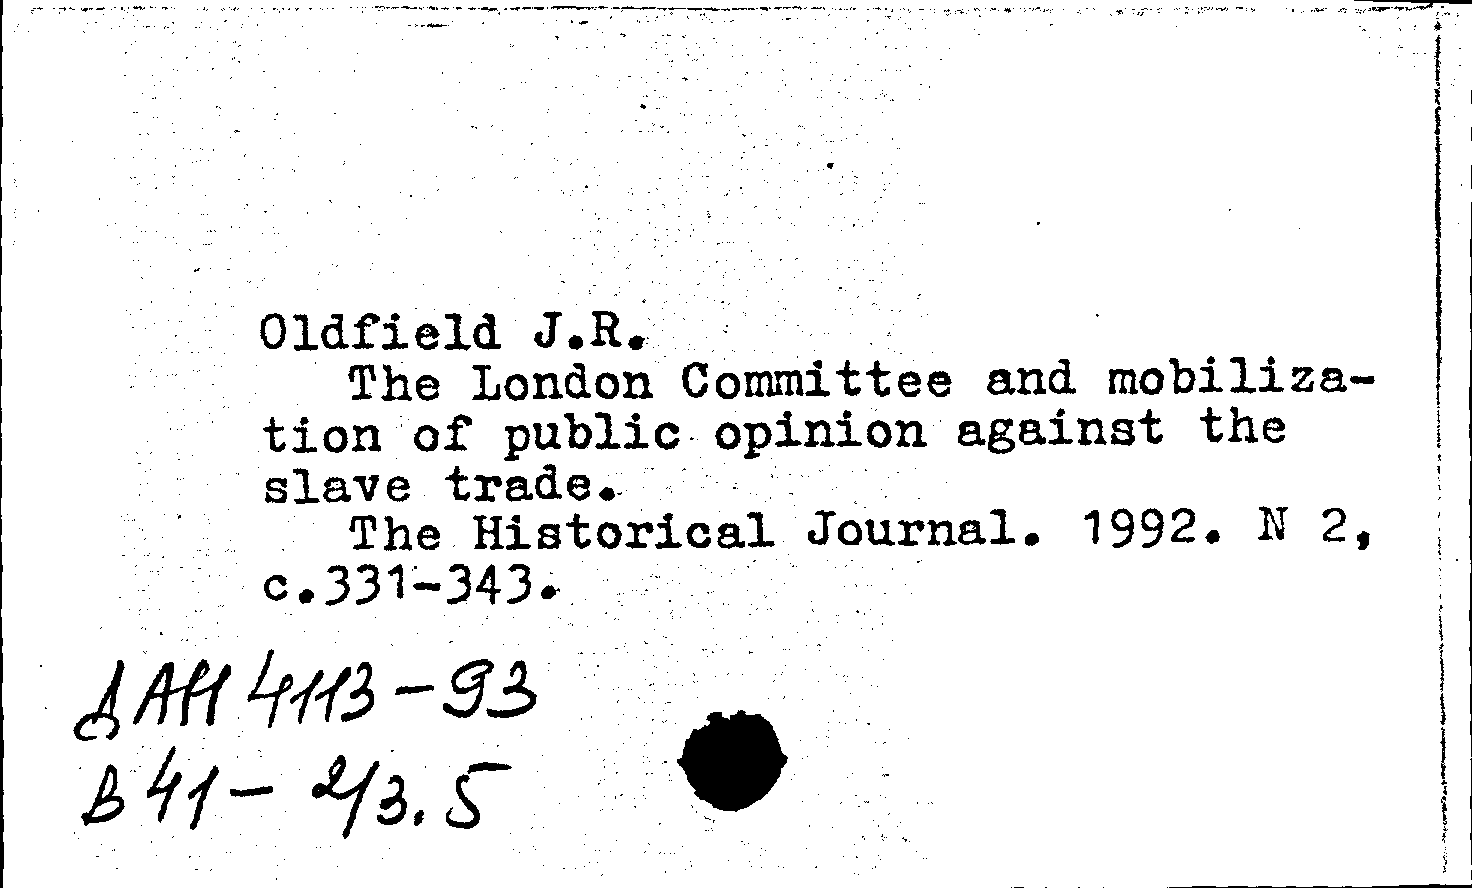 Oldfield J.R.
The London Committee and mobiliza-
tion of public opinion against the
slave trade.
The Historical Journal. 1992. N 2,
c.331-343.
ДАН 4113-93
В 41- 2/3.5